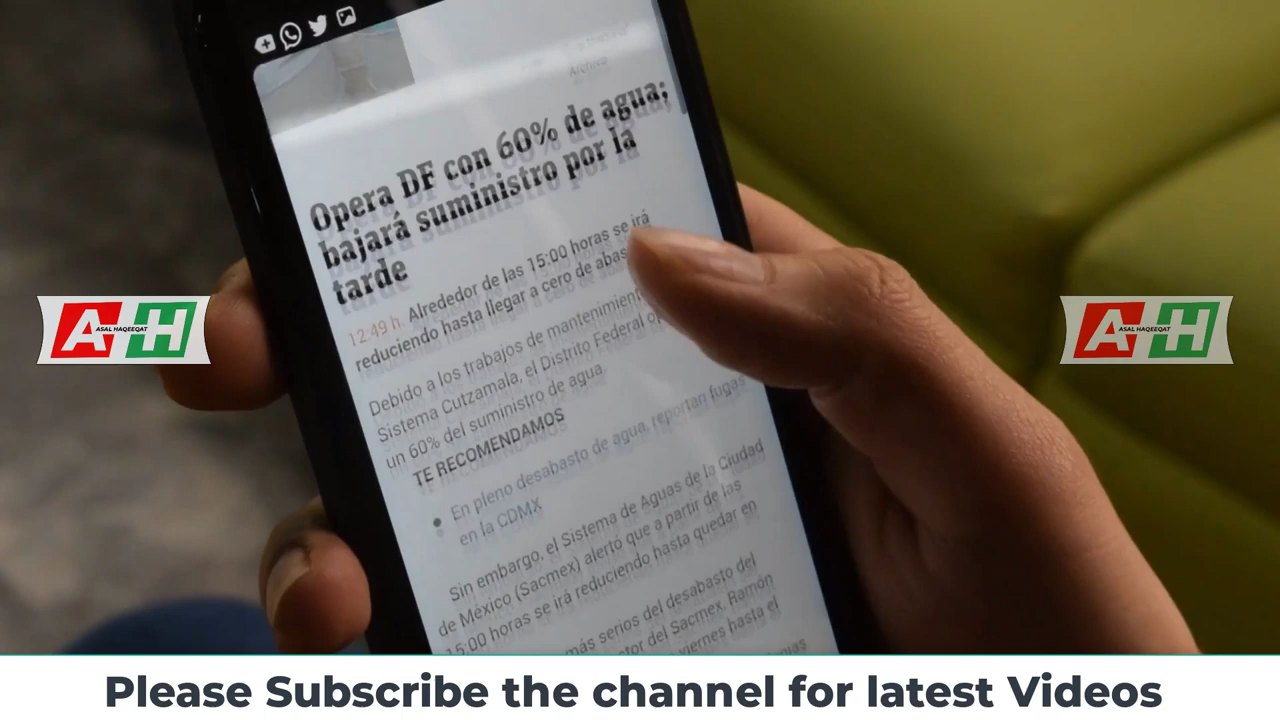 Archivo
Opera DF con 60% de agua;
bajará suministro por la
tarde
12:49 h. Alrededor de las 15:00 horas se irá
reduciendo hasta llegar a cero de abas
Debido a los trabajos de mantenimient
Sistema Cutzamala, el Distrito Federal op
un 60% del suministro de agua
TE RECOMENDAMOS
• En pleno desabasto de agua, reportan fugas
en la CDMX
Sin embargo, el Sistema de Aguas de la Ciudad
de México (Sacmex) alertó que a partir de las
15:00 horas se irá reduciendo hasta quedar en
más serios del desabasto del
ctor del Sacmex, Ramón
viernes hasta el
AH
ASAL HAQEEQAT
AH
ASAL HAQEEQAT
Please Subscribe the channel for latest Videos